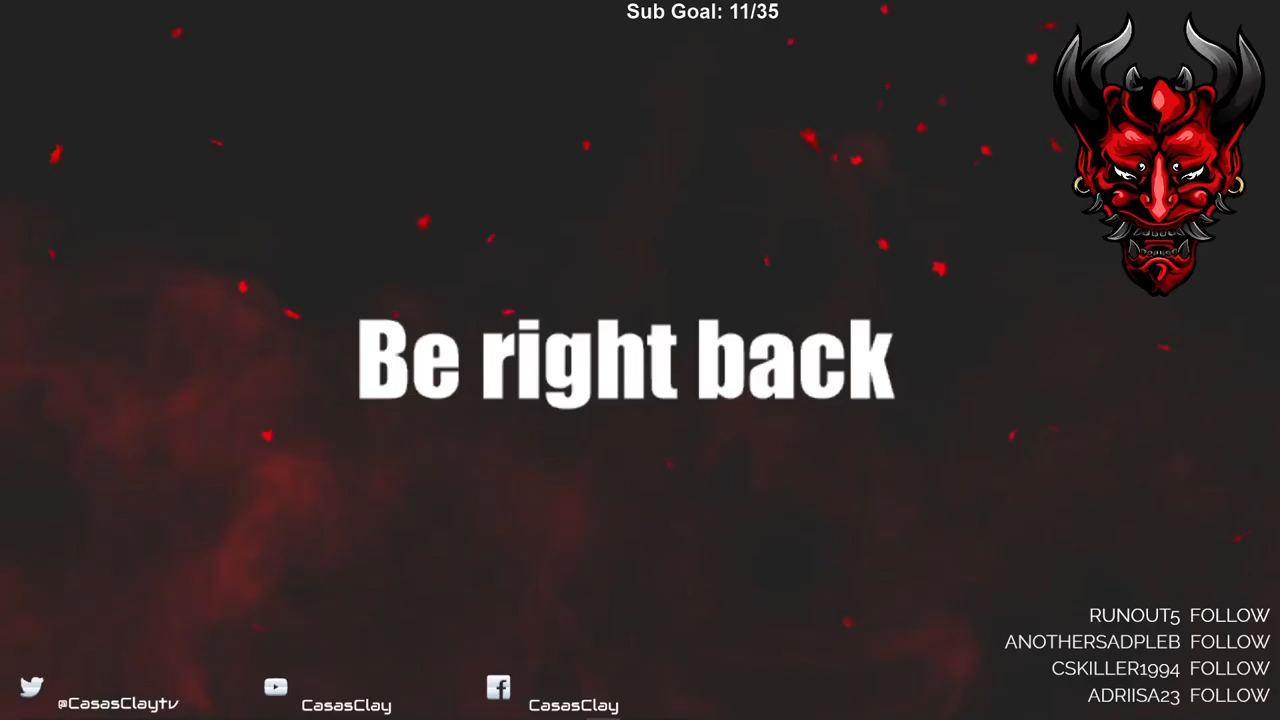 Sub Goal: 11/35
Be right back
RUNOUT5 FOLLOW
ANOTHERSADPLEB FOLLOW
CSKILLER1994 FOLLOW
ADRIISA23 FOLLOW
@CasasClaytv CasasClay CasasClay